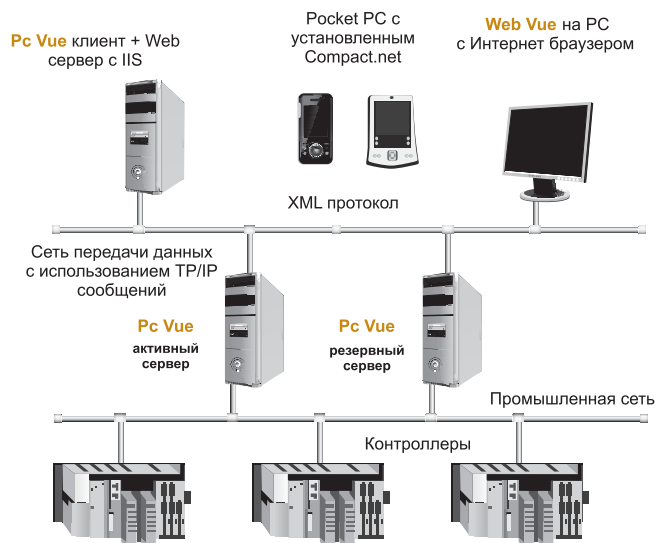 Pc Vue клиент + Web
сервер с IIS
Pocket PC с
установленным
Compact.net
Web Vue на PC
с Интернет браузером
XML протокол
Сеть передачи данных
с использованием TP/IP
сообщений
Pc Vue
активный
сервер
Pc Vue
резервный
сервер
Промышленная сеть
Контроллеры